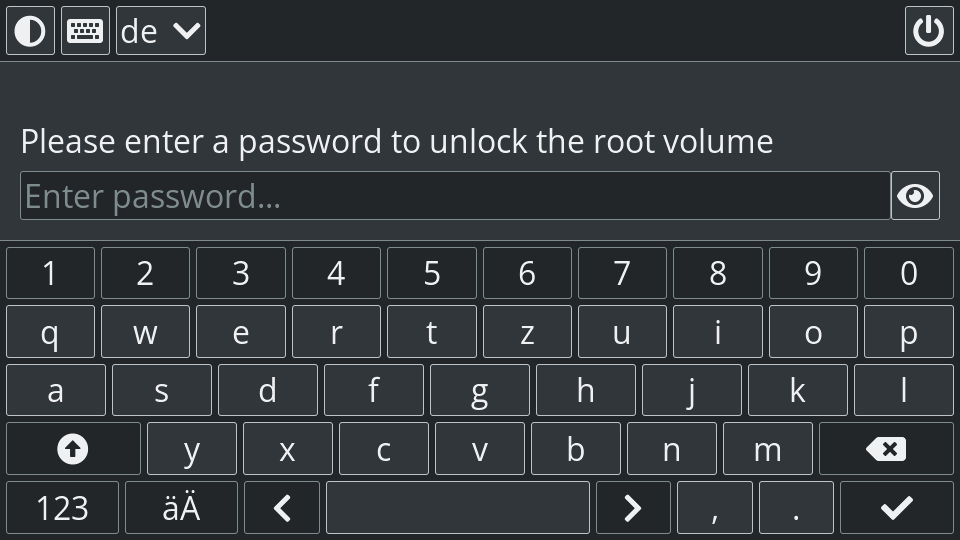 de
Please enter a password to unlock the root volume
Enter password...
1 2 3 4 5 6 7 8 9 0
q w e r t z u i o p
a s d f g h j k l
y x c v b n m
123 äÄ , .